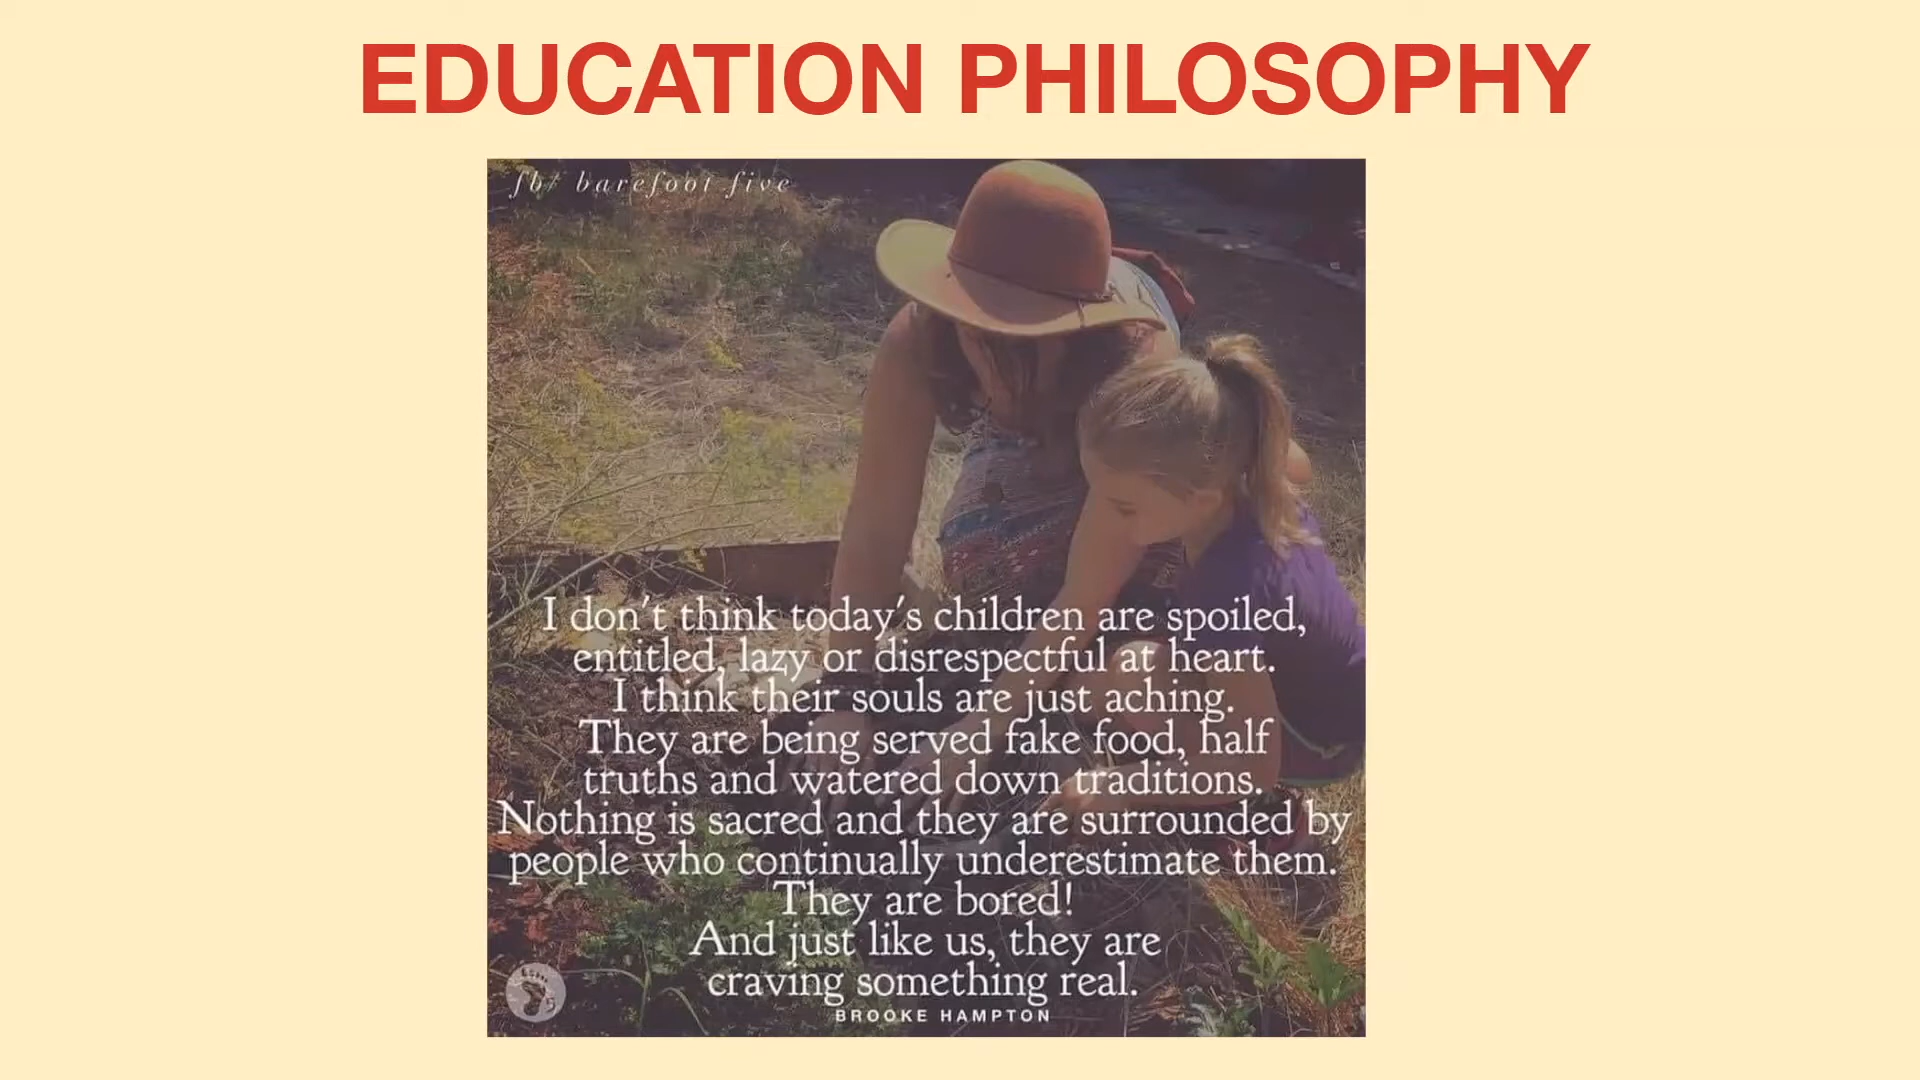 EDUCATION PHILOSOPHY
fb/ barefoot five
I don't think today's children are spoiled,
entitled, lazy or disrespectful at heart.
I think their souls are just aching.
They are being served fake food, half
truths and watered down traditions.
Nothing is sacred and they are surrounded by
people who continually underestimate them.
They are bored!
And just like us, they are
craving something real.
BROOKE HAMPTON
5